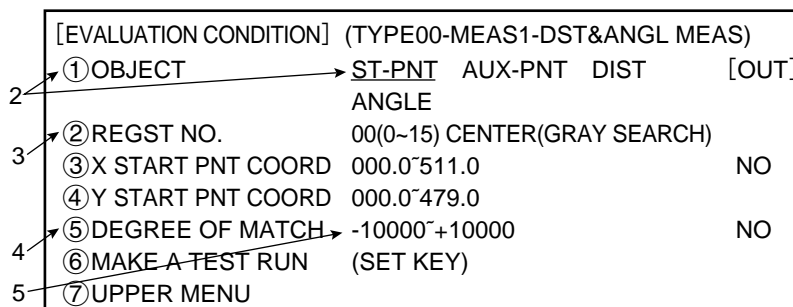 [EVALUATION CONDITION] (TYPE00-MEAS1-DST&ANGL MEAS)
①OBJECT ST-PNT AUX-PNT DIST [OUT]
2 ANGLE
②REGST NO. 00(0~15) CENTER(GRAY SEARCH)
3 ③X START PNT COORD 000.0~511.0 NO
④Y START PNT COORD 000.0~479.0
⑤DEGREE OF MATCH -10000~+10000 NO
4 ⑥MAKE A TEST RUN (SET KEY)
5 ⑦UPPER MENU